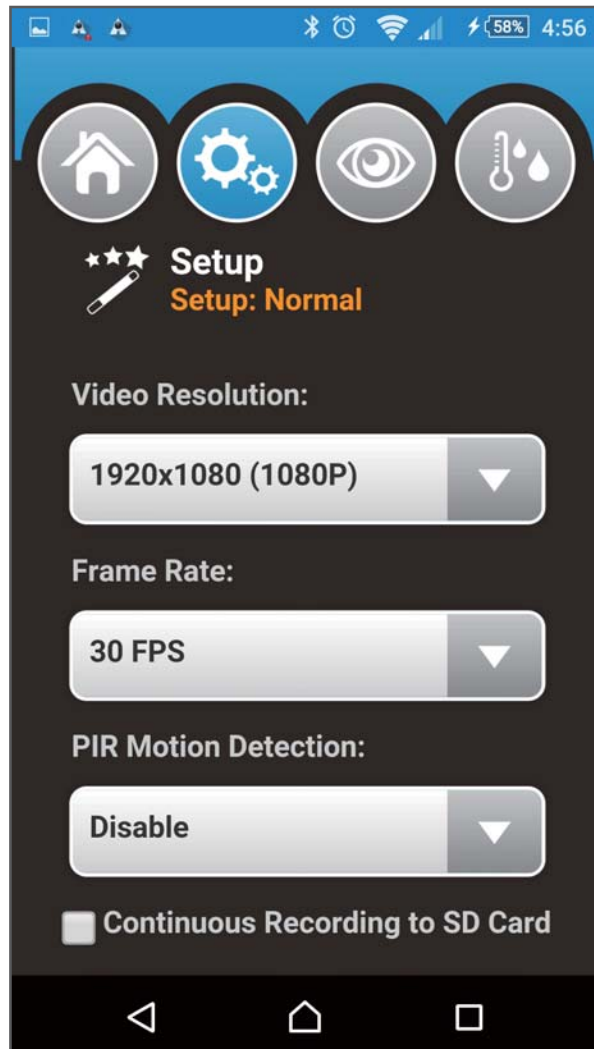 58% 4:56
Setup
Setup: Normal
Video Resolution:
1920x1080 (1080P)
Frame Rate:
30 FPS
PIR Motion Detection:
Disable
Continuous Recording to SD Card